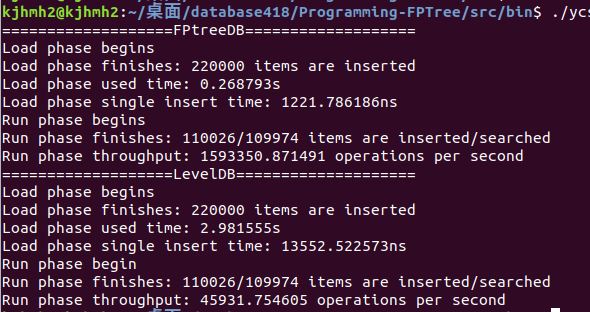 kjhmh2@kjhmh2:~/桌面/database418/Programming-FPTree/src/bin$ ./ycs
===================FPtreeDB===================
Load phase begins
Load phase finishes: 220000 items are inserted
Load phase used time: 0.268793s
Load phase single insert time: 1221.786186ns
Run phase begins
Run phase finishes: 110026/109974 items are inserted/searched
Run phase throughput: 1593350.871491 operations per second
===================LevelDB====================
Load phase begins
Load phase finishes: 220000 items are inserted
Load phase used time: 2.981555s
Load phase single insert time: 13552.522573ns
Run phase begin
Run phase finishes: 110026/109974 items are inserted/searched
Run phase throughput: 45931.754605 operations per second